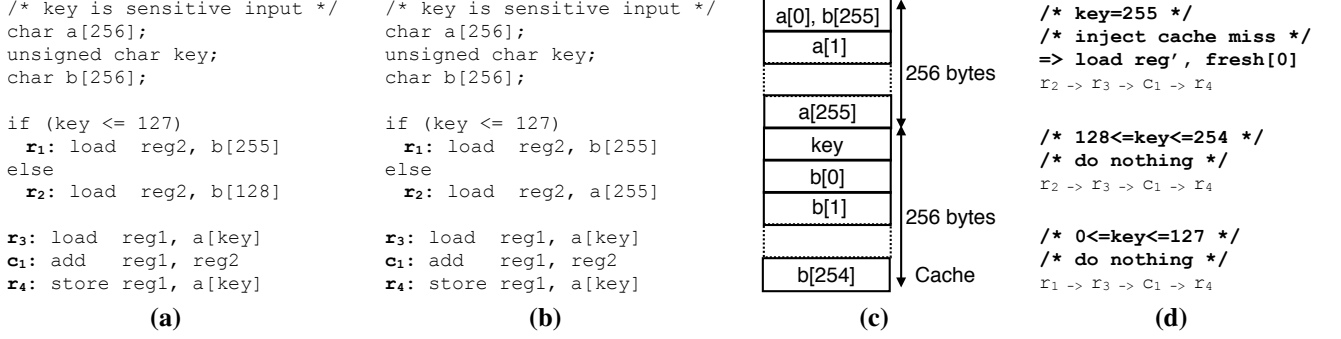 /* key is sensitive input */
char a[256];
unsigned char key;
char b[256];
if (key <= 127)
r1: load reg2, b[255]
else
r2: load reg2, b[128]
r3: load reg1, a[key]
c1: add reg1, reg2
r4: store reg1, a[key]
(a)
/* key is sensitive input */
char a[256];
unsigned char key;
char b[256];
if (key <= 127)
r1: load reg2, b[255]
else
r2: load reg2, a[255]
r3: load reg1, a[key]
c1: add reg1, reg2
r4: store reg1, a[key]
(b)
a[0], b[255]
a[1]
256 bytes
a[255]
key
b[0]
b[1]
256 bytes
b[254]
Cache
(c)
/* key=255 */
/* inject cache miss */
=> load reg’, fresh[0]
r2 -> r3 -> c1 -> r4
/* 128<=key<=254 */
/* do nothing */
r2 -> r3 -> c1 -> r4
/* 0<=key<=127 */
/* do nothing */
r1 -> r3 -> c1 -> r4
(d)